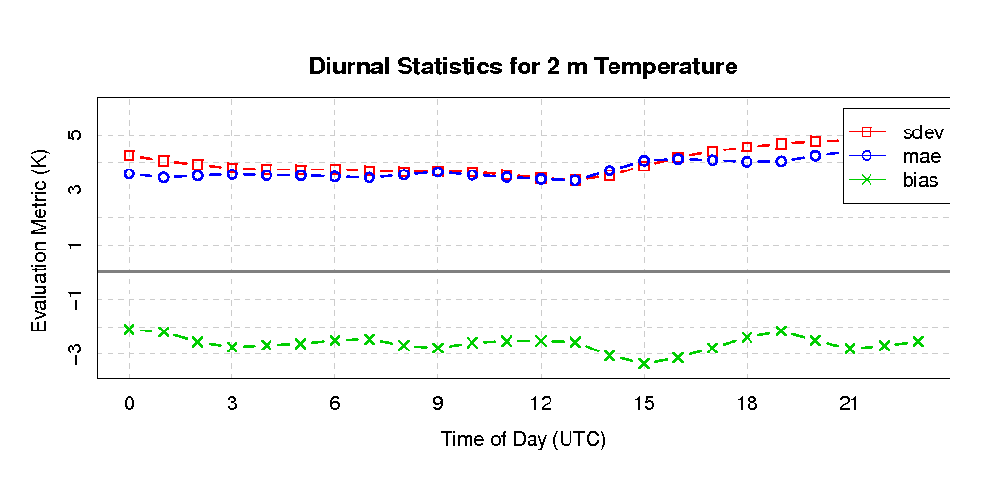 Diurnal Statistics for 2 m Temperature
Evaluation Metric (K)
5
3
1
−1
−3
sdev
mae
bias
0 3 6 9 12 15 18 21
Time of Day (UTC)